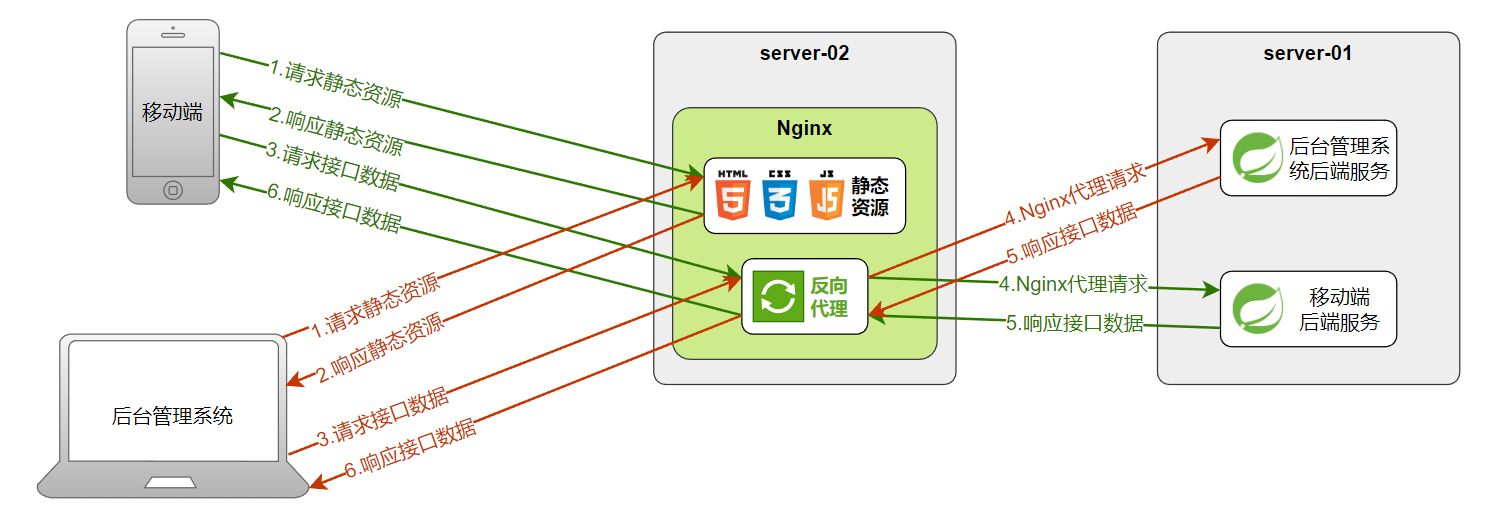 移动端
1.请求静态资源
2.响应静态资源
3.请求接口数据
6.响应接口数据
后台管理系统
1.请求静态资源
2.响应静态资源
3.请求接口数据
6.响应接口数据
server-02
Nginx
HTML
5
CSS
3
JS
JS
静态
资源
反向
代理
4.Nginx代理请求
5.响应接口数据
4.Nginx代理请求
5.响应接口数据
server-01
后台管理系
统后端服务
移动端
后端服务